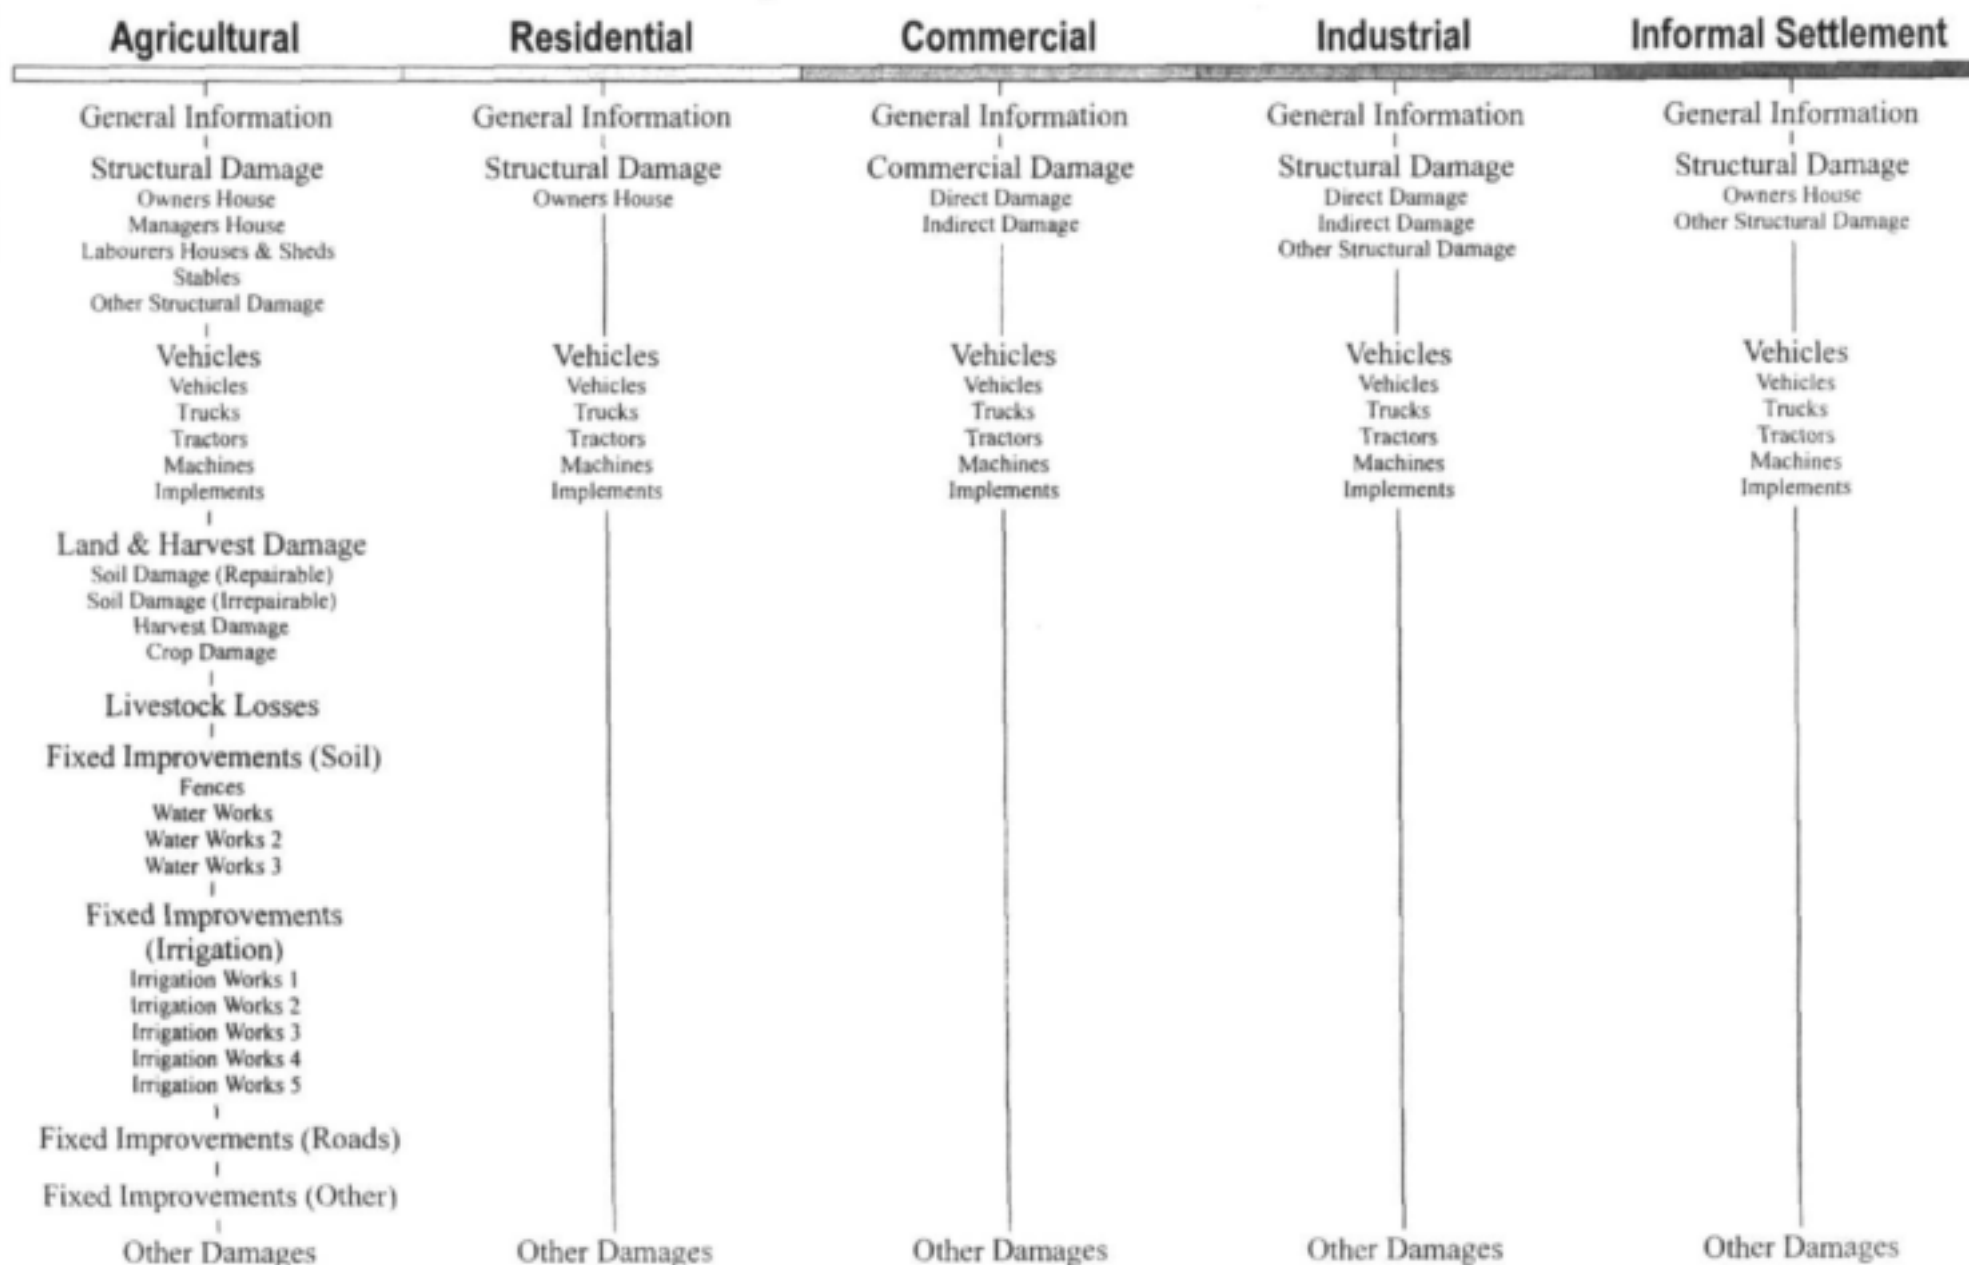 Agricultural
General Information
Structural Damage
Owners House
Managers House
Labourers Houses & Sheds
Stables
Other Structural Damage
Vehicles
Vehicles
Trucks
Tractors
Machines
Implements
Land & Harvest Damage
Soil Damage (Repairable)
Soil Damage (Irrepairable)
Harvest Damage
Crop Damage
Livestock Losses
Fixed Improvements (Soil)
Fences
Water Works
Water Works 2
Water Works 3
Fixed Improvements
(Irrigation)
Irrigation Works 1
Irrigation Works 2
Irrigation Works 3
Irrigation Works 4
Irrigation Works 5
Fixed Improvements (Roads)
Fixed Improvements (Other)
Other Damages
Residential
General Information
Structural Damage
Owners House
Vehicles
Vehicles
Trucks
Tractors
Machines
Implements
Other Damages
Commercial
General Information
Commercial Damage
Direct Damage
Indirect Damage
Vehicles
Vehicles
Trucks
Tractors
Machines
Implements
Other Damages
Industrial
General Information
Structural Damage
Direct Damage
Indirect Damage
Other Structural Damage
Vehicles
Vehicles
Trucks
Tractors
Machines
Implements
Other Damages
Informal Settlement
General Information
Structural Damage
Owners House
Other Structural Damage
Vehicles
Vehicles
Trucks
Tractors
Machines
Implements
Other Damages